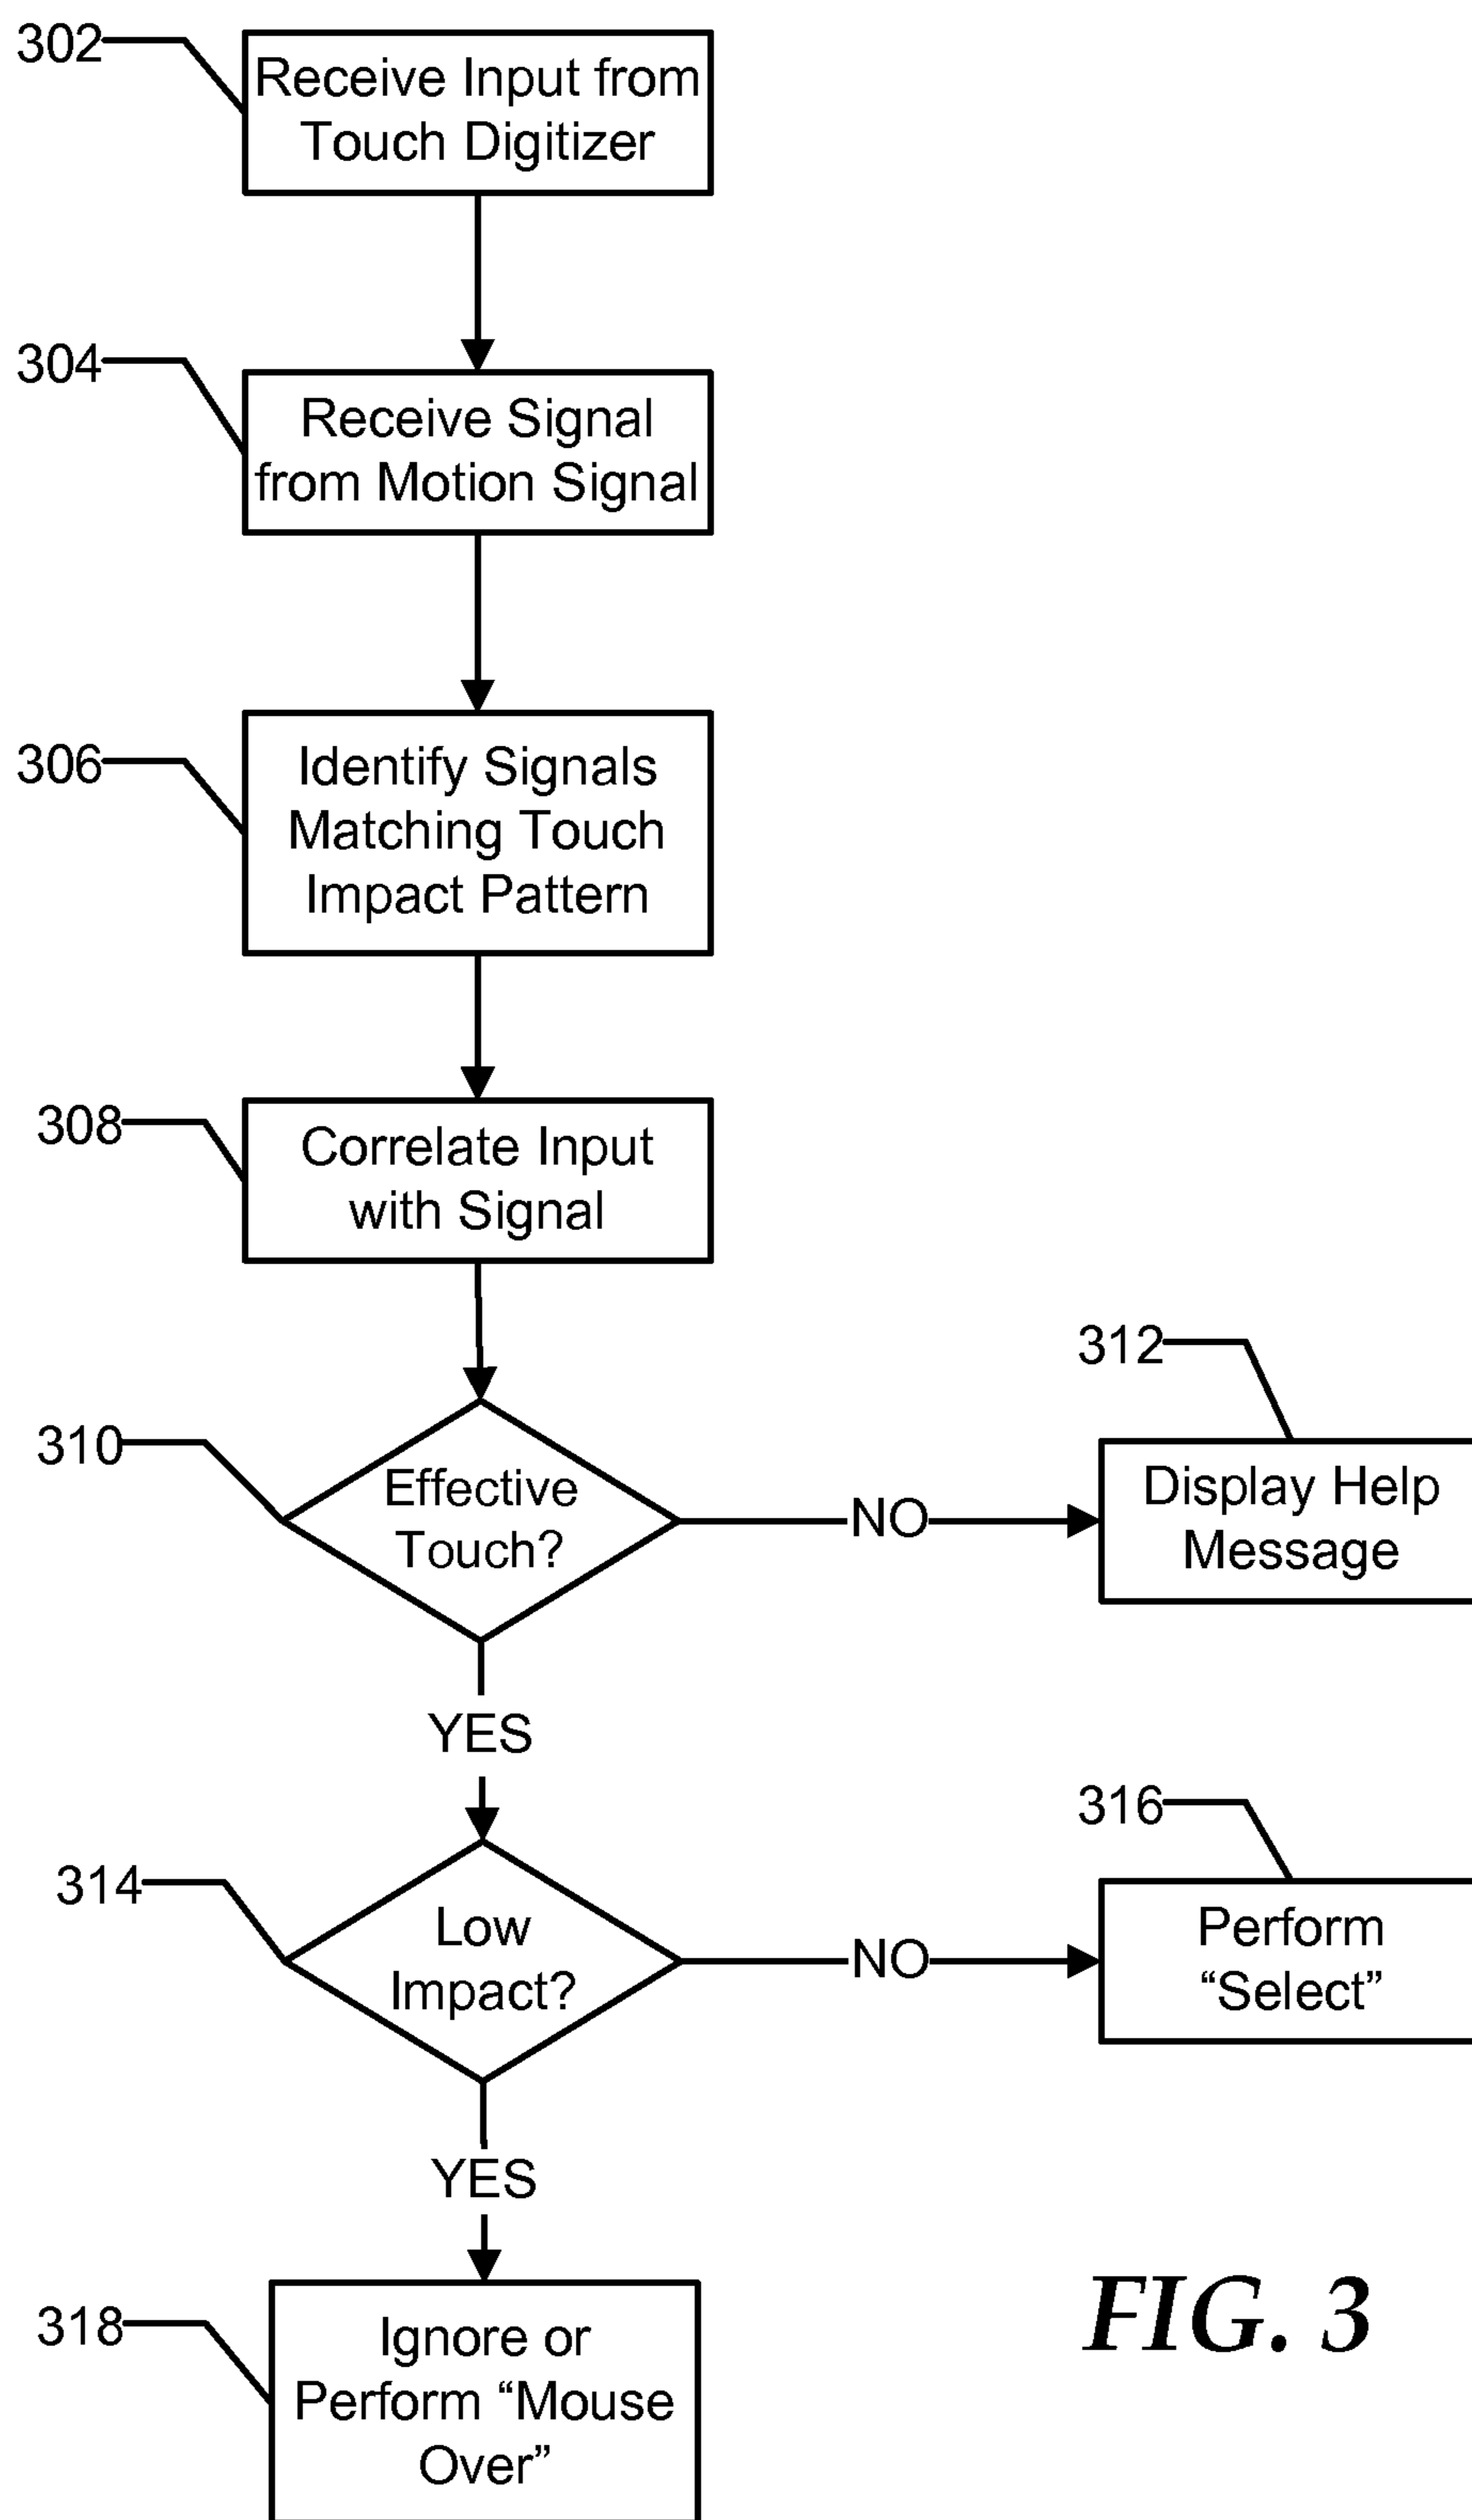 302
Receive Input from
Touch Digitizer
304
Receive Signal
from Motion Signal
306
Identify Signals
Matching Touch
Impact Pattern
308
Correlate Input
with Signal
310
Effective
Touch?
NO
312
Display Help
Message
YES
314
Low
Impact?
NO
316
Perform
“Select”
YES
318
Ignore or
Perform “Mouse
Over”
FIG. 3